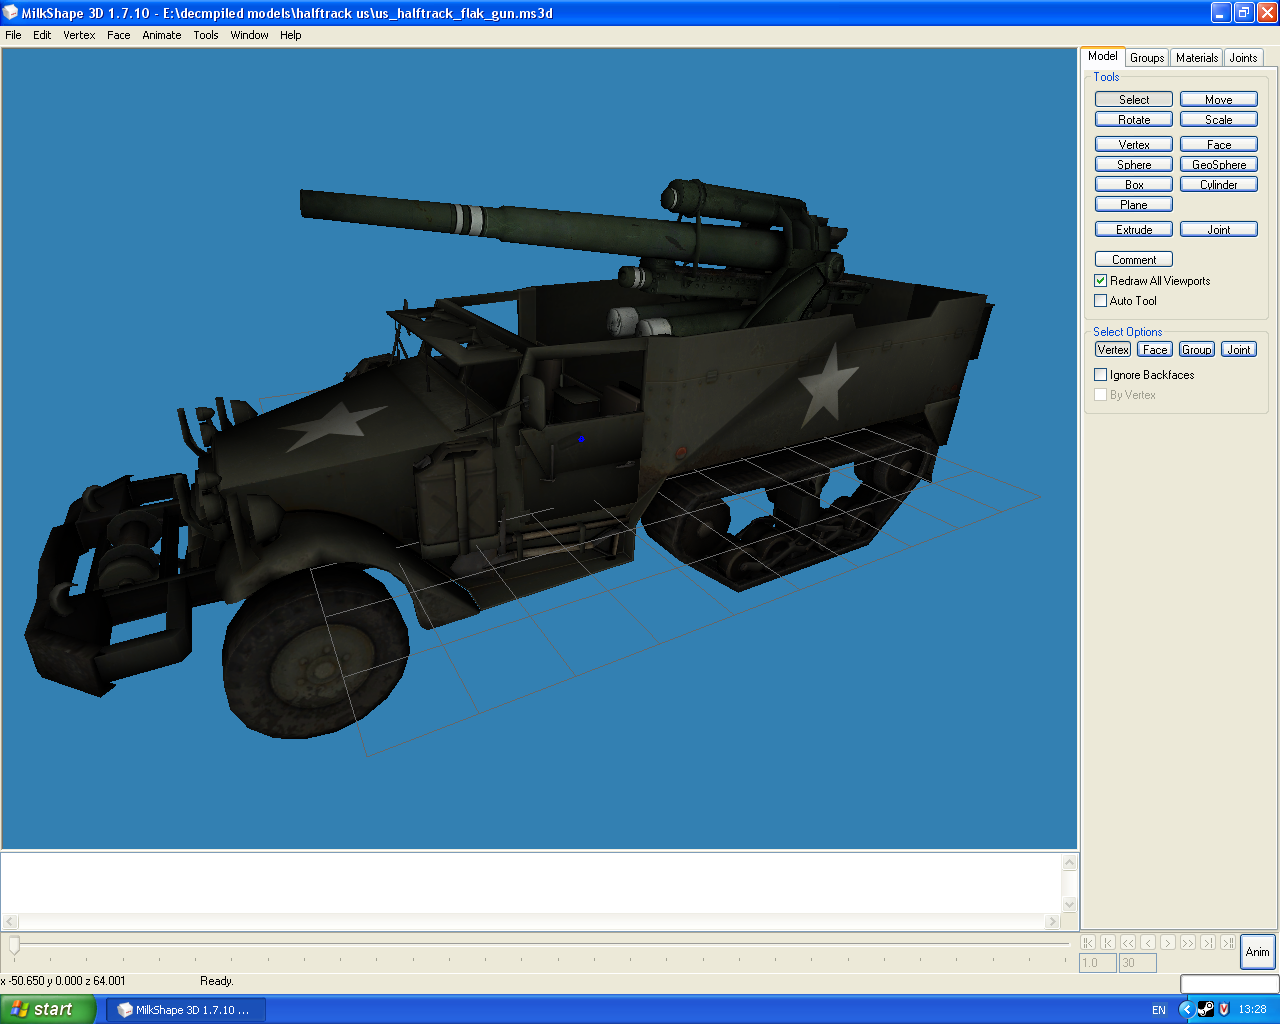 MilkShape 3D 1.7.10 - E:\decmpiled models\halftrack us\us_halftrack_flak_gun.ms3d
File Edit Vertex Face Animate Tools Window Help
Model Groups Materials Joints
Tools
Select Move
Rotate Scale
Vertex Face
Sphere GeoSphere
Box Cylinder
Plane
Extrude Joint
Comment
Redraw All Viewports
Auto Tool
Select Options
Vertex Face Group Joint
Ignore Backfaces
By Vertex
1.0 30 Anim
x -50.650 y 0.000 z 64.001 Ready.
start MilkShape 3D 1.7.10 ... EN 13:28